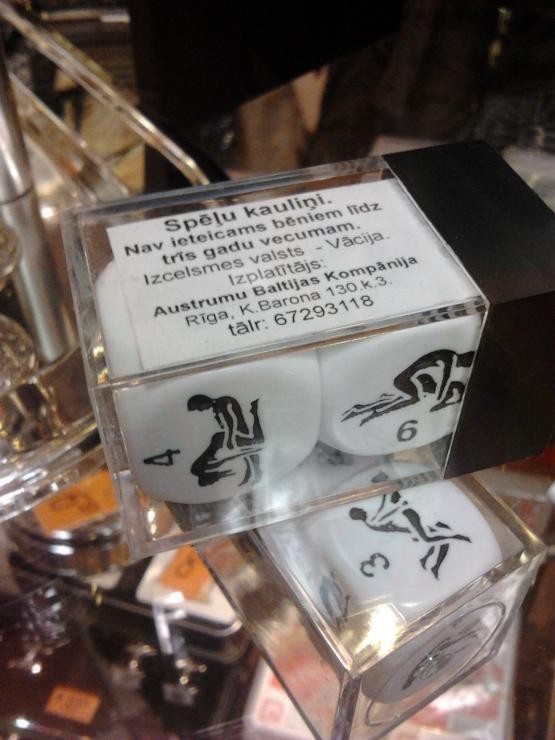 Spēļu kauliņi.
Nav ieteicams bēniem līdz
trīs gadu vecumam.
Izcelsmes valsts - Vācija.
Izplatītājs:
Austrumu Baltijas Kompānija
Rīga, K.Barona 130.k.3.
tālr: 67293118
4
6
3